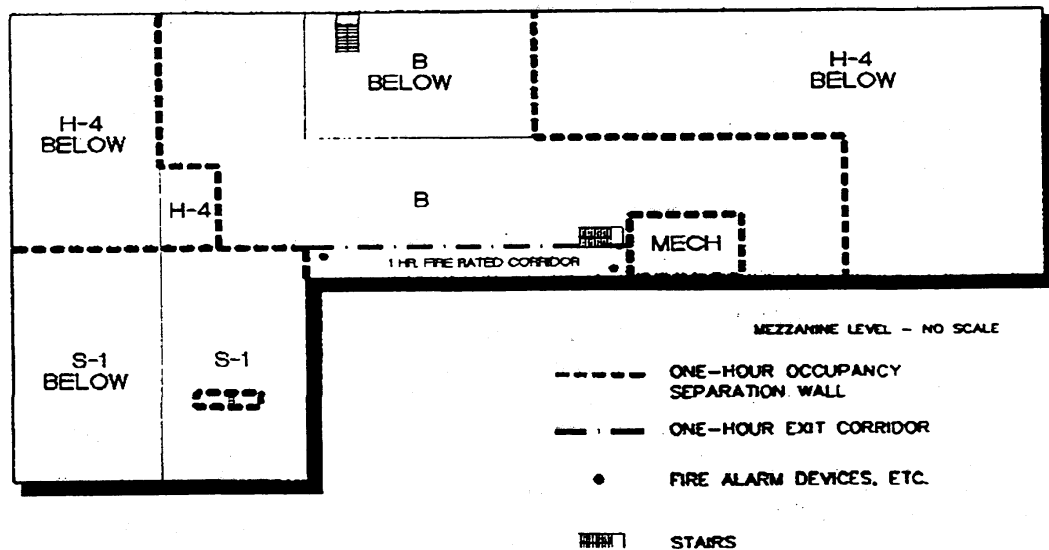 B
BELOW
H-4
BELOW
H-4
BELOW
H-4
B
MECH
1 HR. FIRE RATED CORRIDOR
MEZZANINE LEVEL - NO SCALE
S-1
BELOW
S-1
ONE-HOUR OCCUPANCY
SEPARATION WALL
ONE-HOUR EXIT CORRIDOR
FIRE ALARM DEVICES, ETC.
STAIRS